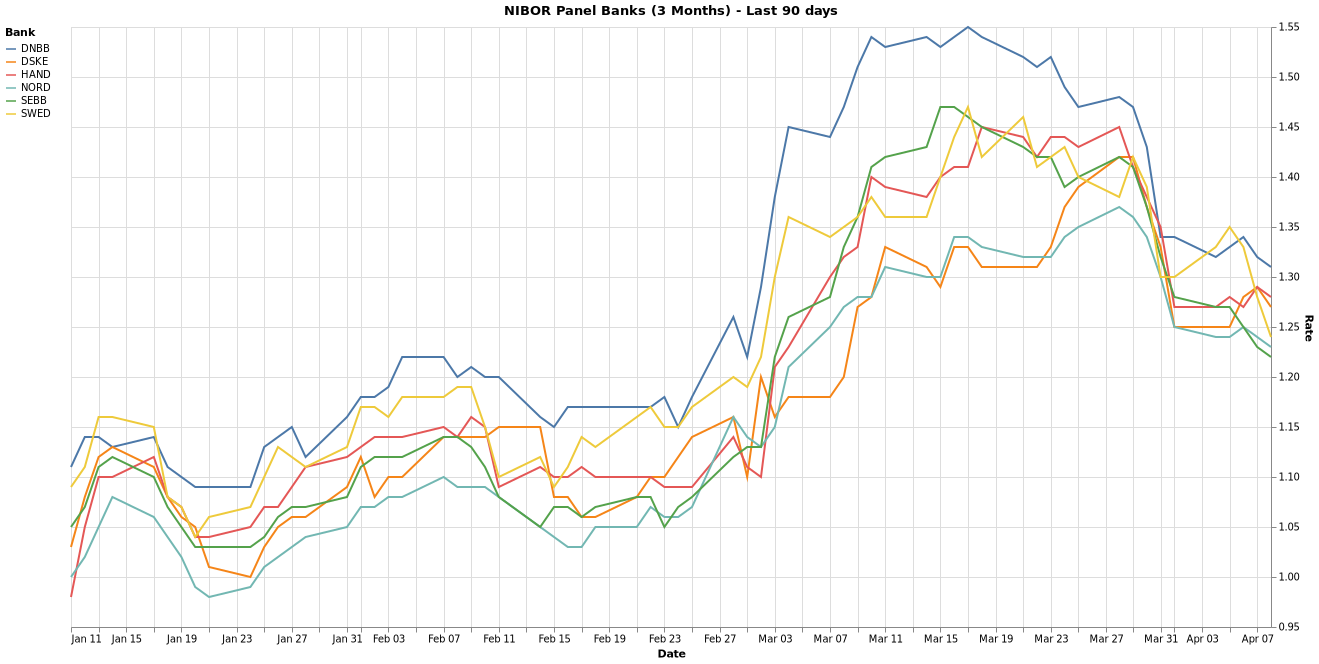 NIBOR Panel Banks (3 Months) - Last 90 days
Bank
DNBB
DSKE
HAND
NORD
SEBB
SWED
1.55
1.50
1.45
1.40
1.35
1.30
1.25
1.20
1.15
1.10
1.05
1.00
0.95
Rate
Jan 11 Jan 15 Jan 19 Jan 23 Jan 27 Jan 31 Feb 03 Feb 07 Feb 11 Feb 15 Feb 19 Feb 23 Feb 27 Mar 03 Mar 07 Mar 11 Mar 15 Mar 19 Mar 23 Mar 27 Mar 31 Apr 03 Apr 07
Date